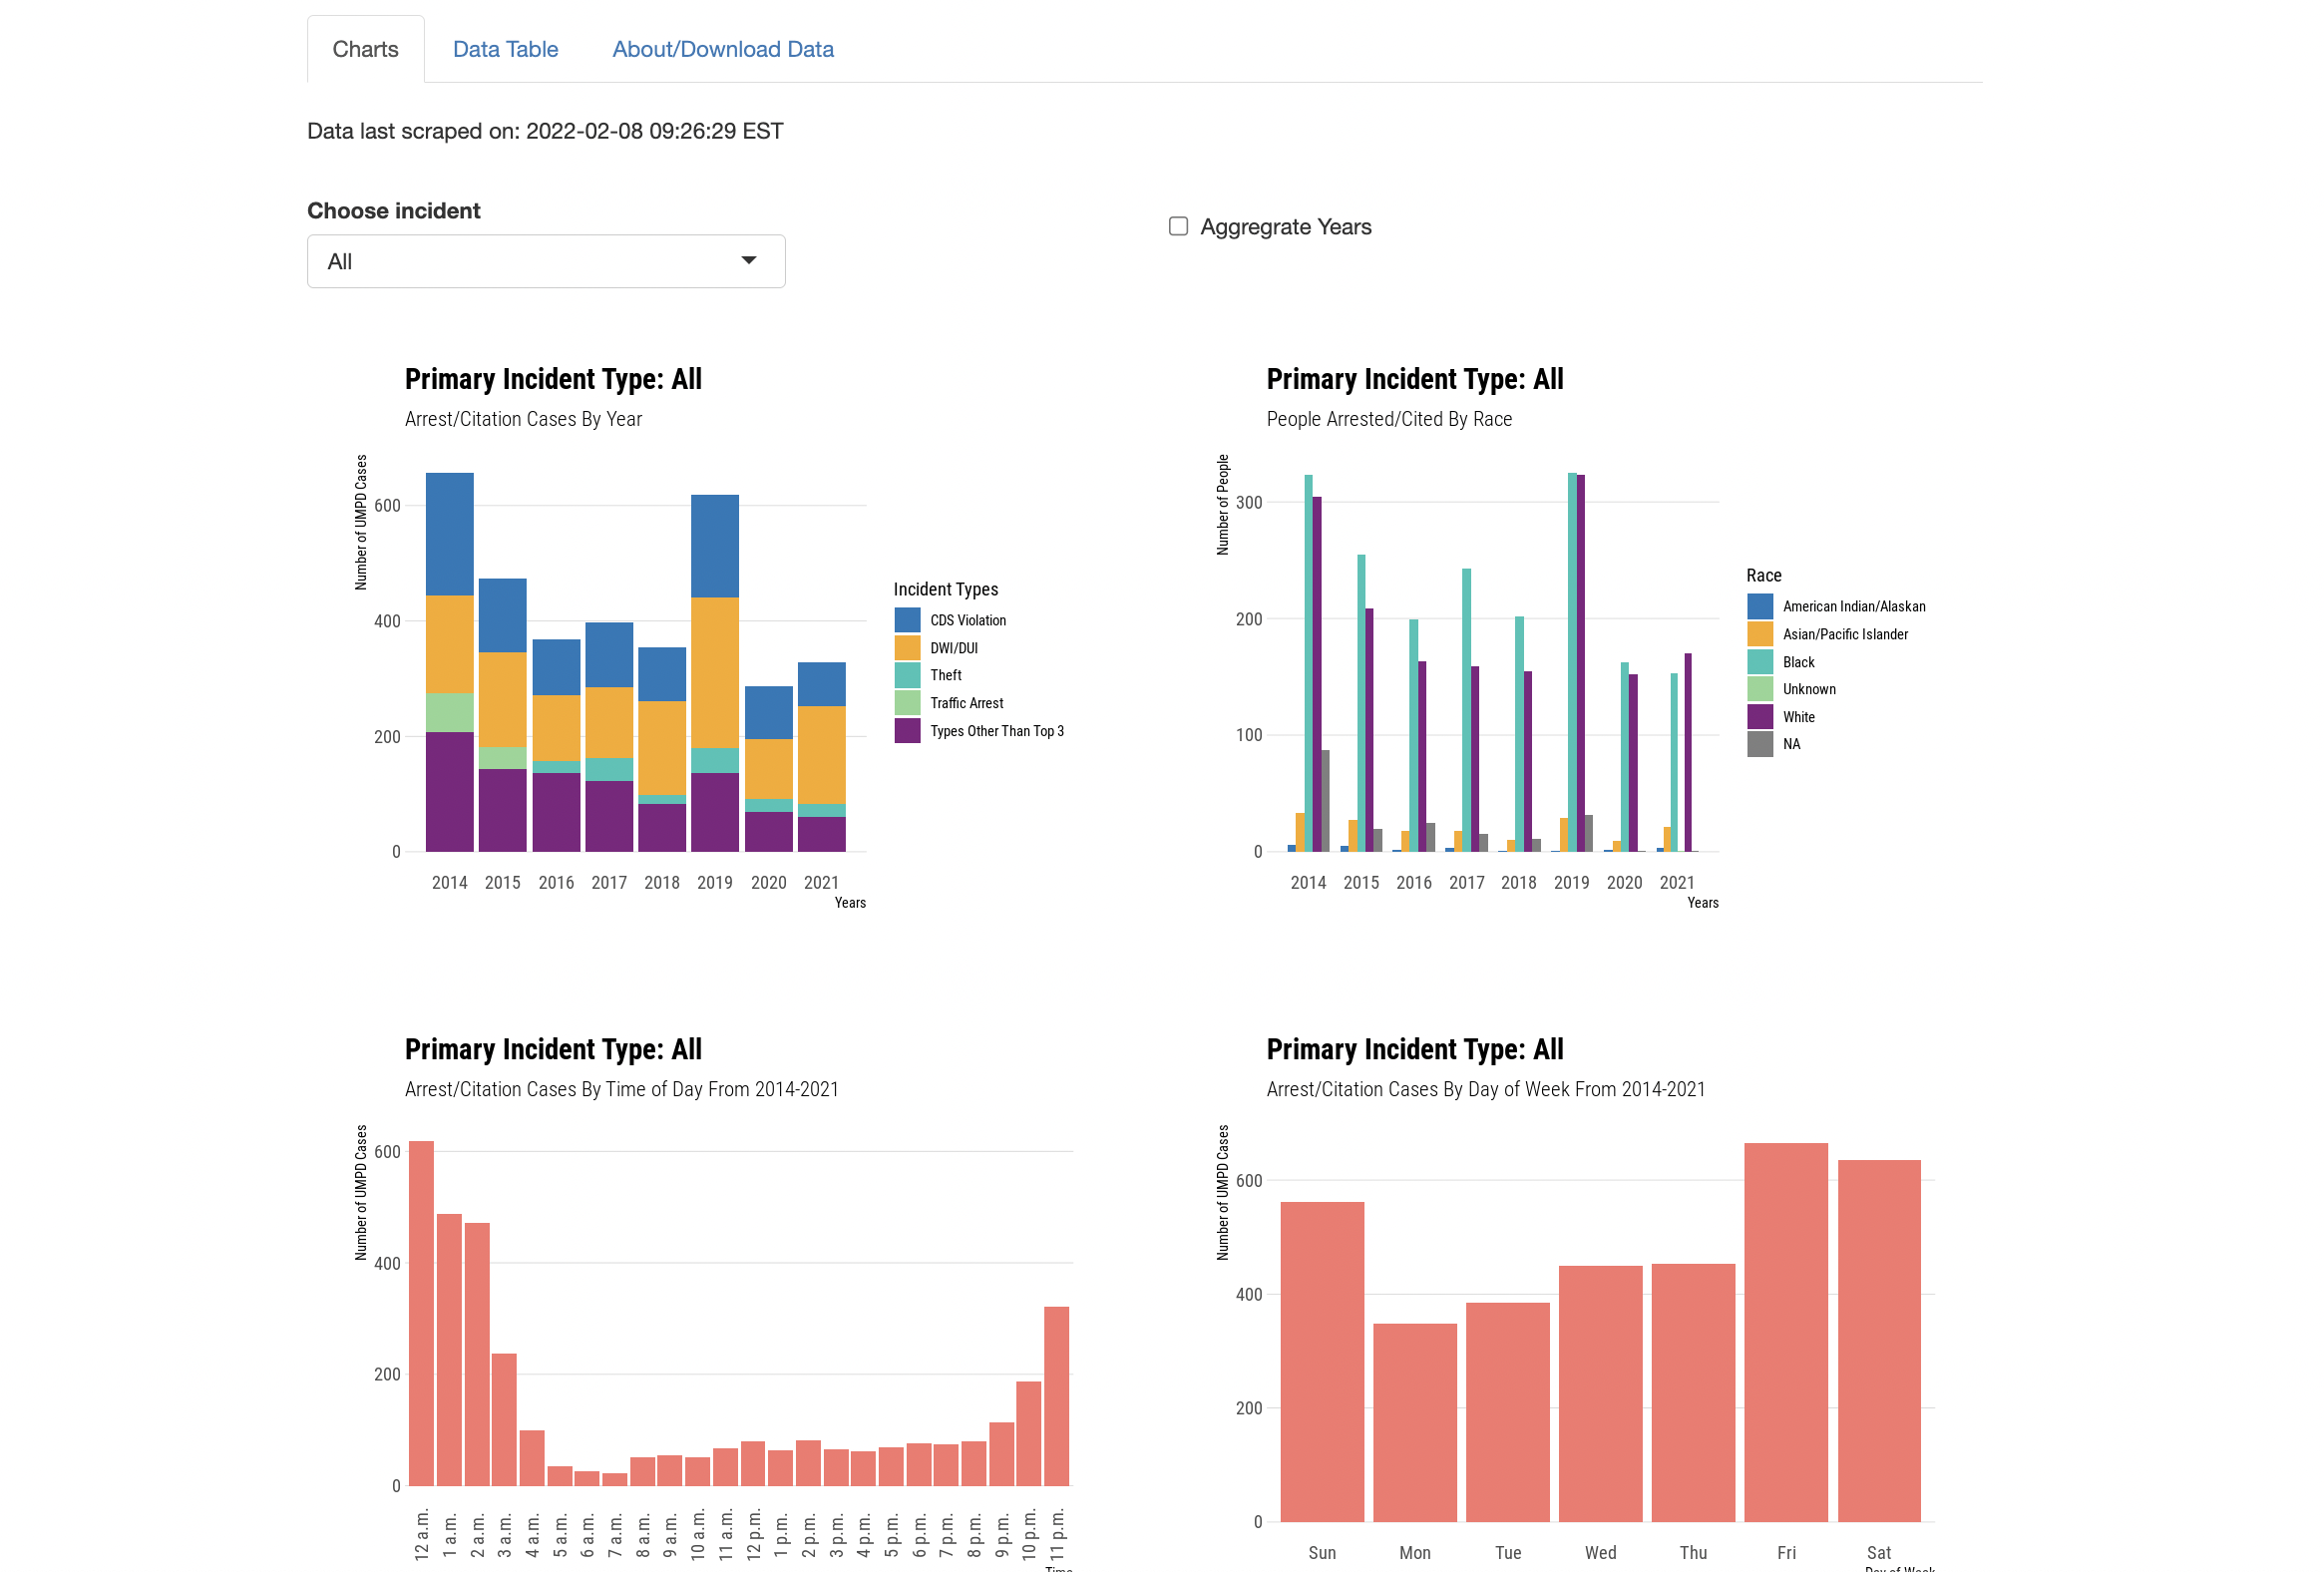 Charts
Data Table
About/Download Data
Data last scraped on: 2022-02-08 09:26:29 EST
Choose incident
All
Aggregrate Years
Primary Incident Type: All
Arrest/Citation Cases By Year
Number of UMPD Cases
600
400
200
0
2014 2015 2016 2017 2018 2019 2020 2021
Years
Incident Types
CDS Violation
DWI/DUI
Theft
Traffic Arrest
Types Other Than Top 3
Primary Incident Type: All
People Arrested/Cited By Race
Number of People
300
200
100
0
2014 2015 2016 2017 2018 2019 2020 2021
Years
Race
American Indian/Alaskan
Asian/Pacific Islander
Black
Unknown
White
NA
Primary Incident Type: All
Arrest/Citation Cases By Time of Day From 2014-2021
Number of UMPD Cases
600
400
200
0
12 a.m. 1 a.m. 2 a.m. 3 a.m. 4 a.m. 5 a.m. 6 a.m. 7 a.m. 8 a.m. 9 a.m. 10 a.m. 11 a.m. 12 p.m. 1 p.m. 2 p.m. 3 p.m. 4 p.m. 5 p.m. 6 p.m. 7 p.m. 8 p.m. 9 p.m. 10 p.m. 11 p.m.
Time
Primary Incident Type: All
Arrest/Citation Cases By Day of Week From 2014-2021
Number of UMPD Cases
600
400
200
0
Sun Mon Tue Wed Thu Fri Sat
Day of Week